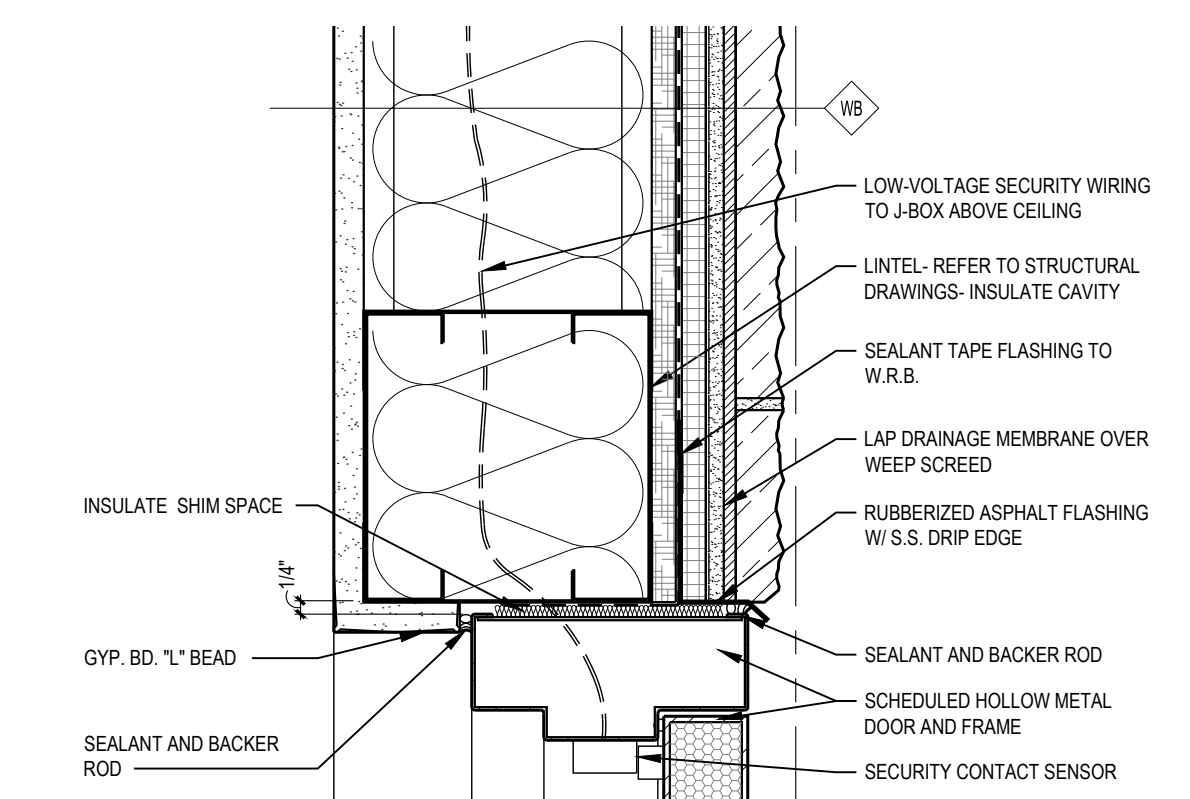 WB
LOW-VOLTAGE SECURITY WIRING
TO J-BOX ABOVE CEILING
LINTEL- REFER TO STRUCTURAL
DRAWINGS- INSULATE CAVITY
SEALANT TAPE FLASHING TO
W.R.B.
LAP DRAINAGE MEMBRANE OVER
WEEP SCREED
INSULATE SHIM SPACE
RUBBERIZED ASPHALT FLASHING
W/ S.S. DRIP EDGE
1/4"
GYP. BD. "L" BEAD
SEALANT AND BACKER ROD
SCHEDULED HOLLOW METAL
DOOR AND FRAME
SEALANT AND BACKER
ROD
SECURITY CONTACT SENSOR